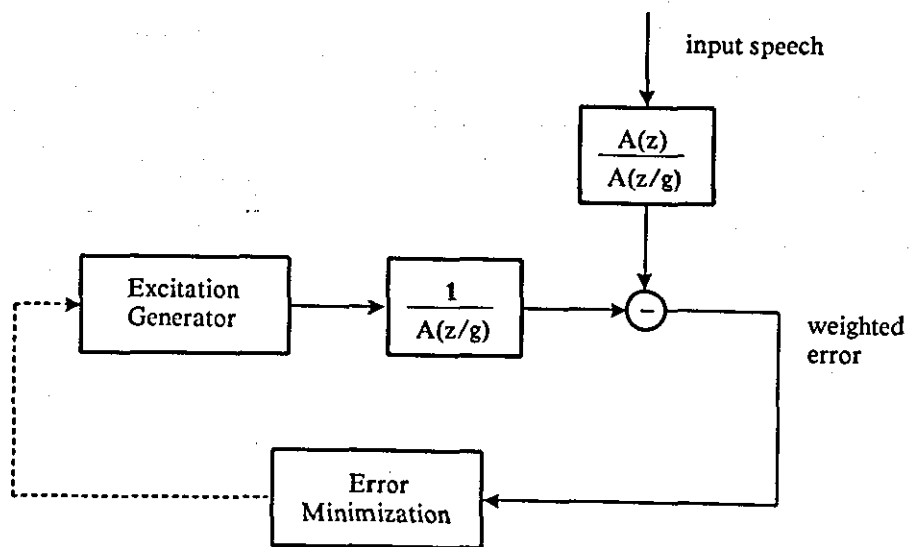 input speech
A(z)
A(z/g)
Excitation
Generator
1
A(z/g)
-
weighted
error
Error
Minimization